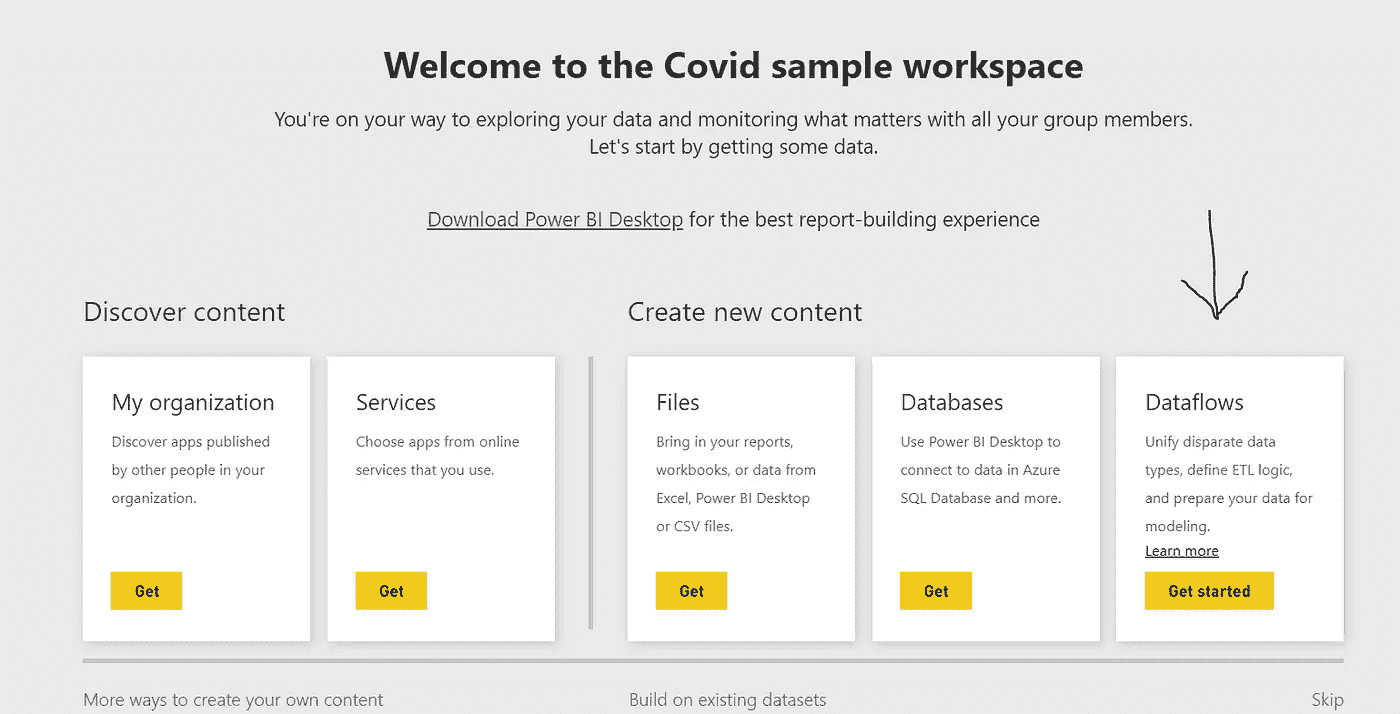 Welcome to the Covid sample workspace
You're on your way to exploring your data and monitoring what matters with all your group members.
Let's start by getting some data.
Download Power BI Desktop for the best report-building experience
Discover content
My organization
Discover apps published
by other people in your
organization.
Get
Services
Choose apps from online
services that you use.
Get
Create new content
Files
Bring in your reports,
workbooks, or data from
Excel, Power BI Desktop
or CSV files.
Get
Databases
Use Power BI Desktop to
connect to data in Azure
SQL Database and more.
Get
Dataflows
Unify disparate data
types, define ETL logic,
and prepare your data for
modeling.
Learn more
Get started
More ways to create your own content
Build on existing datasets
Skip